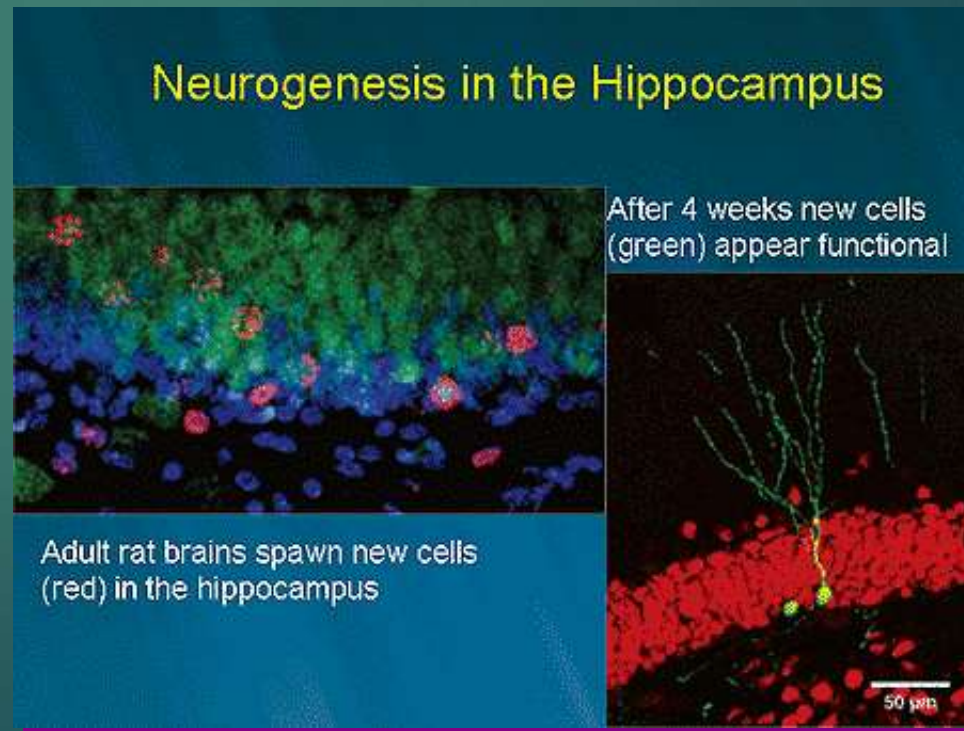 Neurogenesis in the Hippocampus
After 4 weeks new cells
(green) appear functional
Adult rat brains spawn new cells
(red) in the hippocampus
50 μm